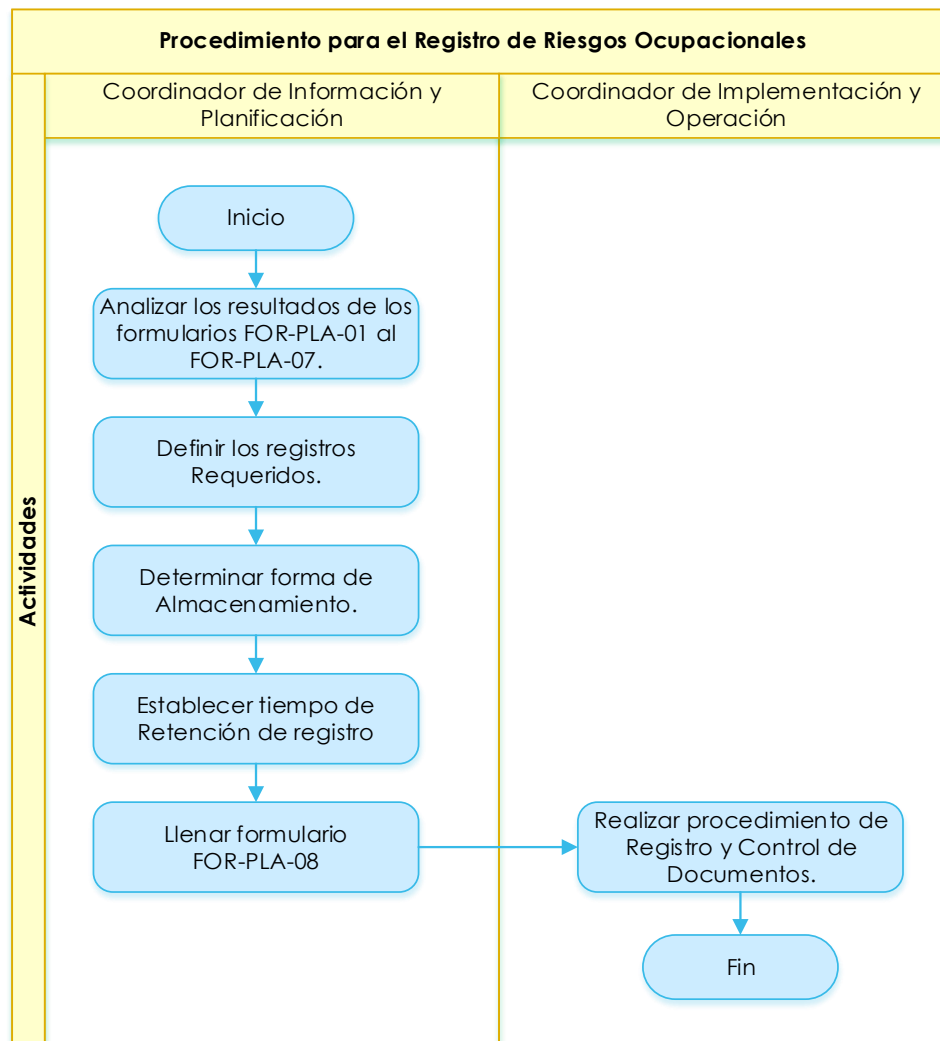 Procedimiento para el Registro de Riesgos Ocupacionales
Coordinador de Información y
Planificación
Coordinador de Implementación y
Operación
Actividades
Inicio
Analizar los resultados de los
formularios FOR-PLA-01 al
FOR-PLA-07.
Definir los registros
Requeridos.
Determinar forma de
Almacenamiento.
Establecer tiempo de
Retención de registro
Llenar formulario
FOR-PLA-08
Realizar procedimiento de
Registro y Control de
Documentos.
Fin